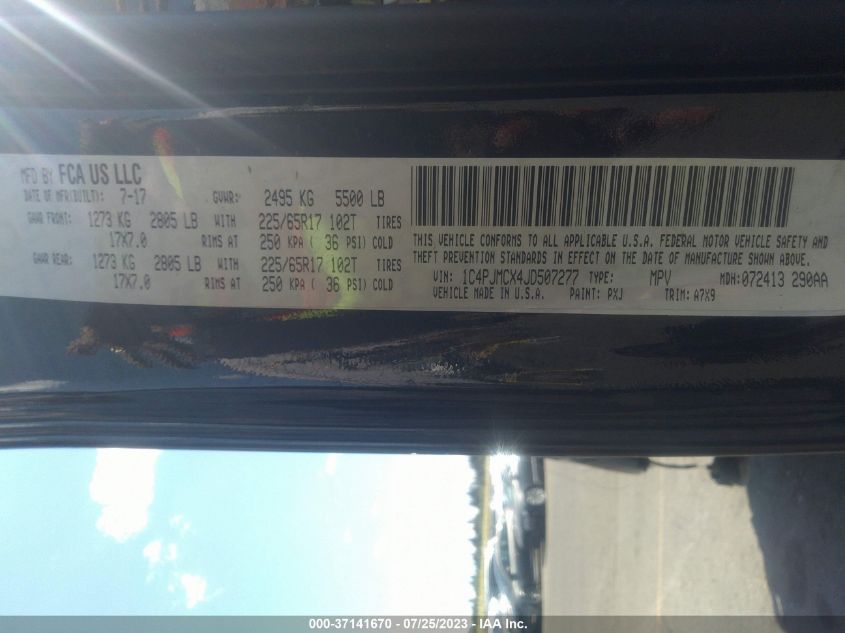 MFD BY FCA US LLC
DATE OF MFR(BUILT): 7-17 GVWR: 2495 KG 5500 LB
GAWR FRONT: 1273 KG 2805 LB WITH 225/65R17 102T TIRES
17X7.0 RIMS AT 250 KPA ( 36 PSI) COLD
GAWR REAR: 1273 KG 2805 LB WITH 225/65R17 102T TIRES
17X7.0 RIMS AT 250 KPA ( 36 PSI) COLD
THIS VEHICLE CONFORMS TO ALL APPLICABLE U.S.A. FEDERAL MOTOR VEHICLE SAFETY AND
THEFT PREVENTION STANDARDS IN EFFECT ON THE DATE OF MANUFACTURE SHOWN ABOVE.
VIN: 1C4PJMCX4JD507277 TYPE: MPV MDH: 072413 290AA
VEHICLE MADE IN U.S.A. PAINT: PXJ TRIM: A7X9
000-37141670 - 07/25/2023 - IAA Inc.